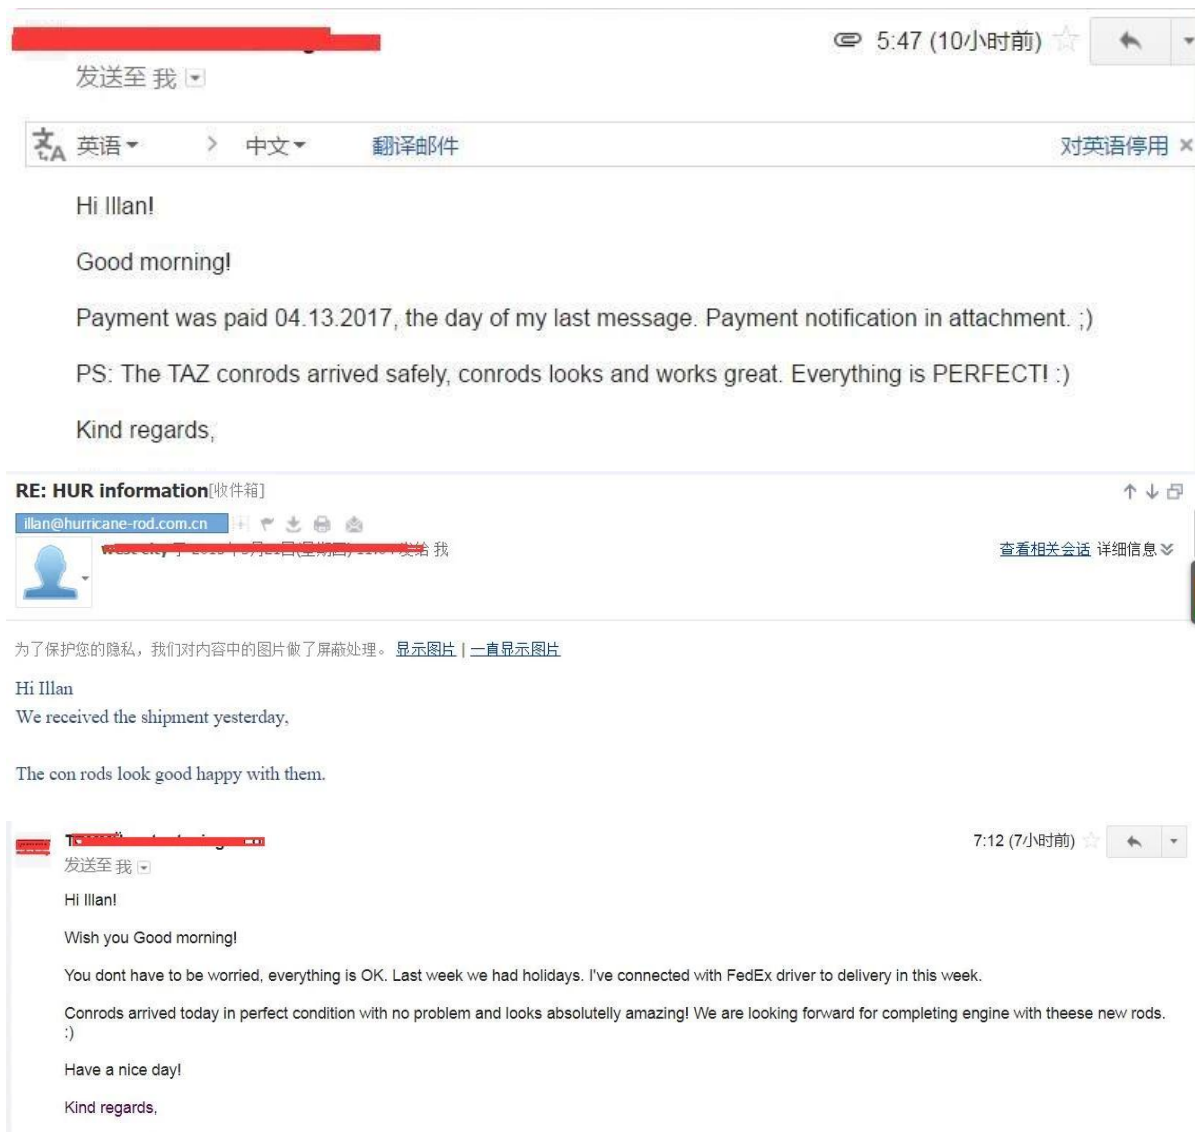 5:47 (10小时前)
发送至 我
英语 中文 翻译邮件 对英语停用 ×
Hi Illan!
Good morning!
Payment was paid 04.13.2017, the day of my last message. Payment notification in attachment. ;)
PS: The TAZ conrods arrived safely, conrods looks and works great. Everything is PERFECT! :)
Kind regards,
RE: HUR information[收件箱]
illan@hurricane-rod.com.cn
发给 我 查看相关会话 详细信息
为了保护您的隐私，我们对内容中的图片做了屏蔽处理。 显示图片 | 一直显示图片
Hi Illan
We received the shipment yesterday,
The con rods look good happy with them.
7:12 (7小时前)
发送至 我
Hi Illan!
Wish you Good morning!
You dont have to be worried, everything is OK. Last week we had holidays. I've connected with FedEx driver to delivery in this week.
Conrods arrived today in perfect condition with no problem and looks absolutelly amazing! We are looking forward for completing engine with theese new rods.
:)
Have a nice day!
Kind regards,